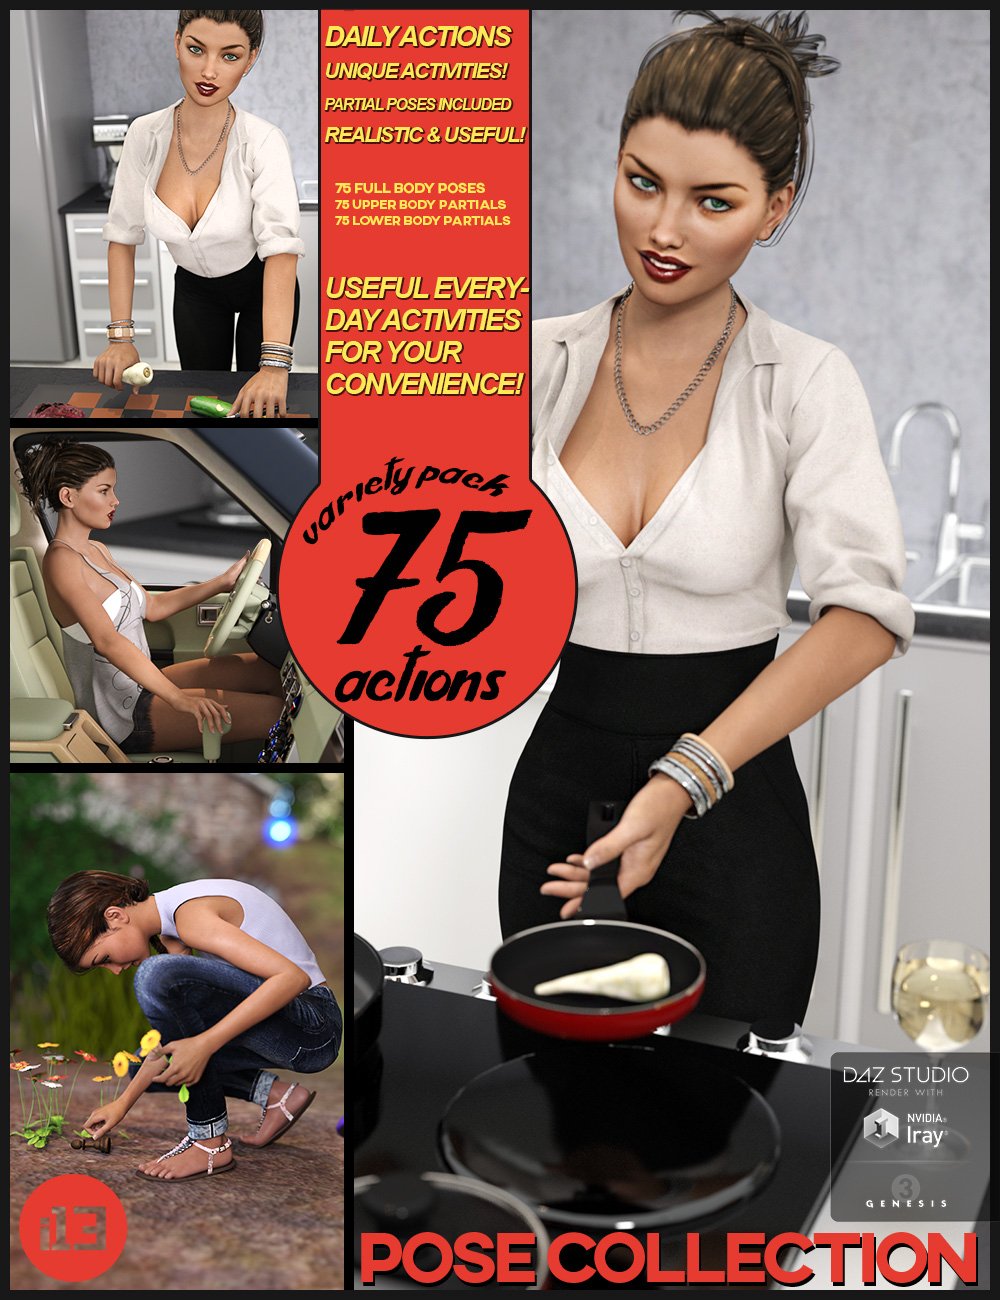 DAILY ACTIONS
UNIQUE ACTIVITIES!
PARTIAL POSES INCLUDED
REALISTIC & USEFUL!
75 FULL BODY POSES
75 UPPER BODY PARTIALS
75 LOWER BODY PARTIALS
USEFUL EVERY-
DAY ACTIVITIES
FOR YOUR
CONVENIENCE!
variety pack
75
actions
DAZ STUDIO
RENDER WITH
NVIDIA®
Iray®
3
GENESIS
i13
POSE COLLECTION